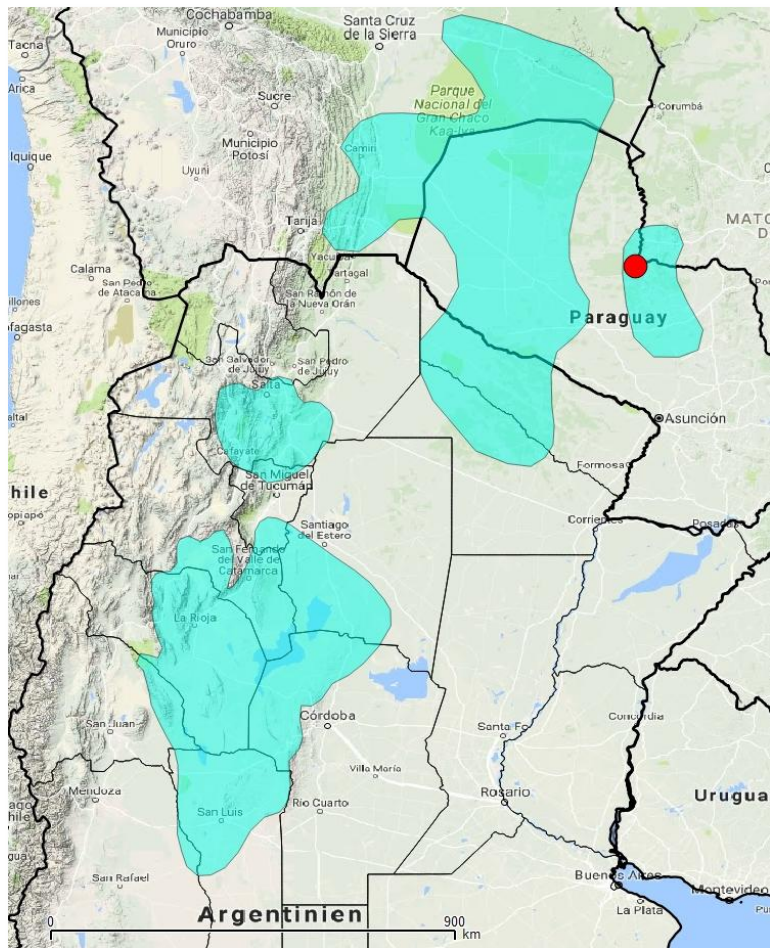 Cochabamba
Santa Cruz
de la Sierra
Tacna
Municipio
Oruro
Arica
Sucre
Parque
Nacional del
Gran Chaco
Kaa-Iya
Corumbá
Municipio
Potosí
Camiri
Iquique
Uyuni
Tarija
MATO
Yacuiba
Calama
Tartagal
San Pedro
de Atacama
San Ramón de
la Nueva Orán
Paraguay
San Salvador
de Jujuy
San Pedro
de Jujuy
Salta
Asunción
Cafayate
Formosa
San Miguel
de Tucumán
Corrientes
Posadas
Santiago
del Estero
San Fernando
del Valle de
Catamarca
La Rioja
San Juan
Córdoba
Santa Fe
Concordia
Villa María
Mendoza
Rosario
San Luis
Río Cuarto
San Rafael
Buenos Aires
La Plata
Montevideo
Argentinien
0
900
km